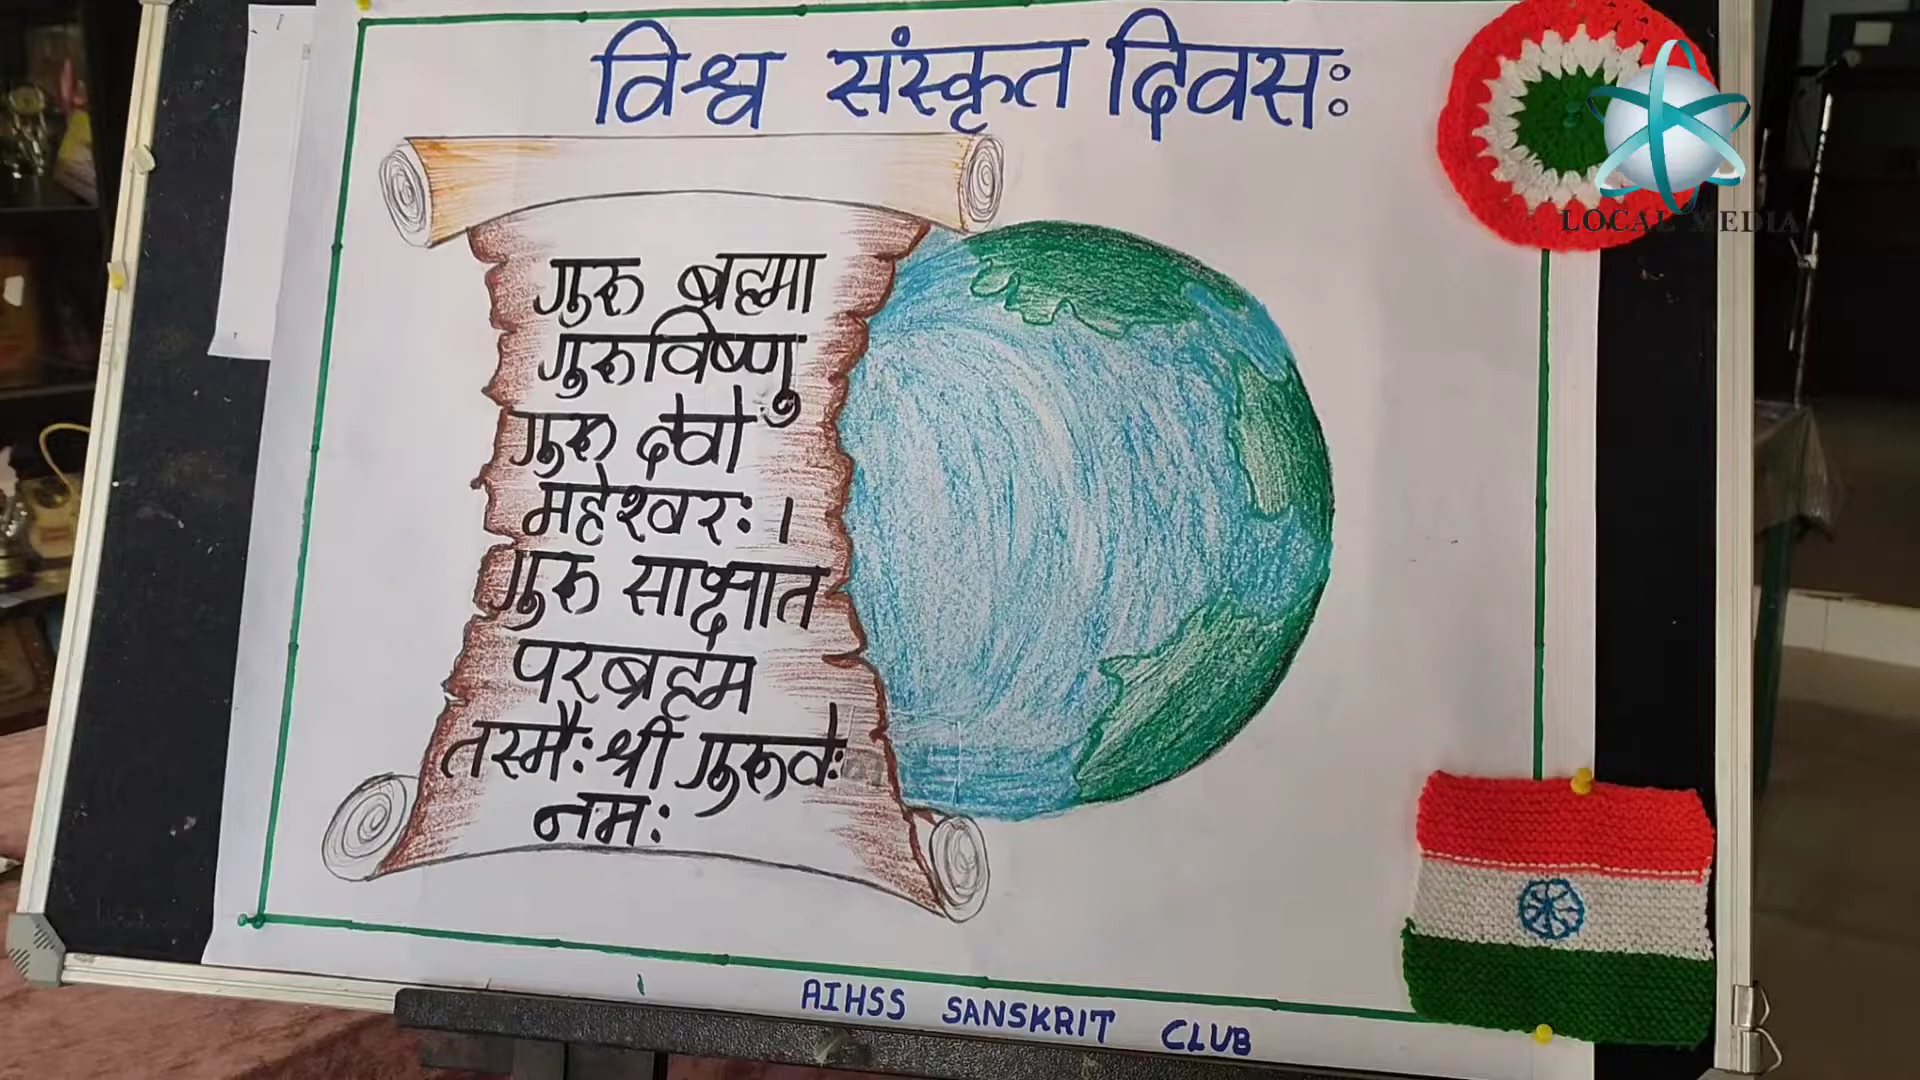 विश्व संस्कृत दिवसः
LOCAL MEDIA
गुरू ब्रह्मा
गुरूविष्णु
गुरू देवो
महेश्वरः ।
गुरू साक्षात
परब्रह्म
तस्मैः श्री गुरूवेः
नमः
AIHSS SANSKRIT CLUB